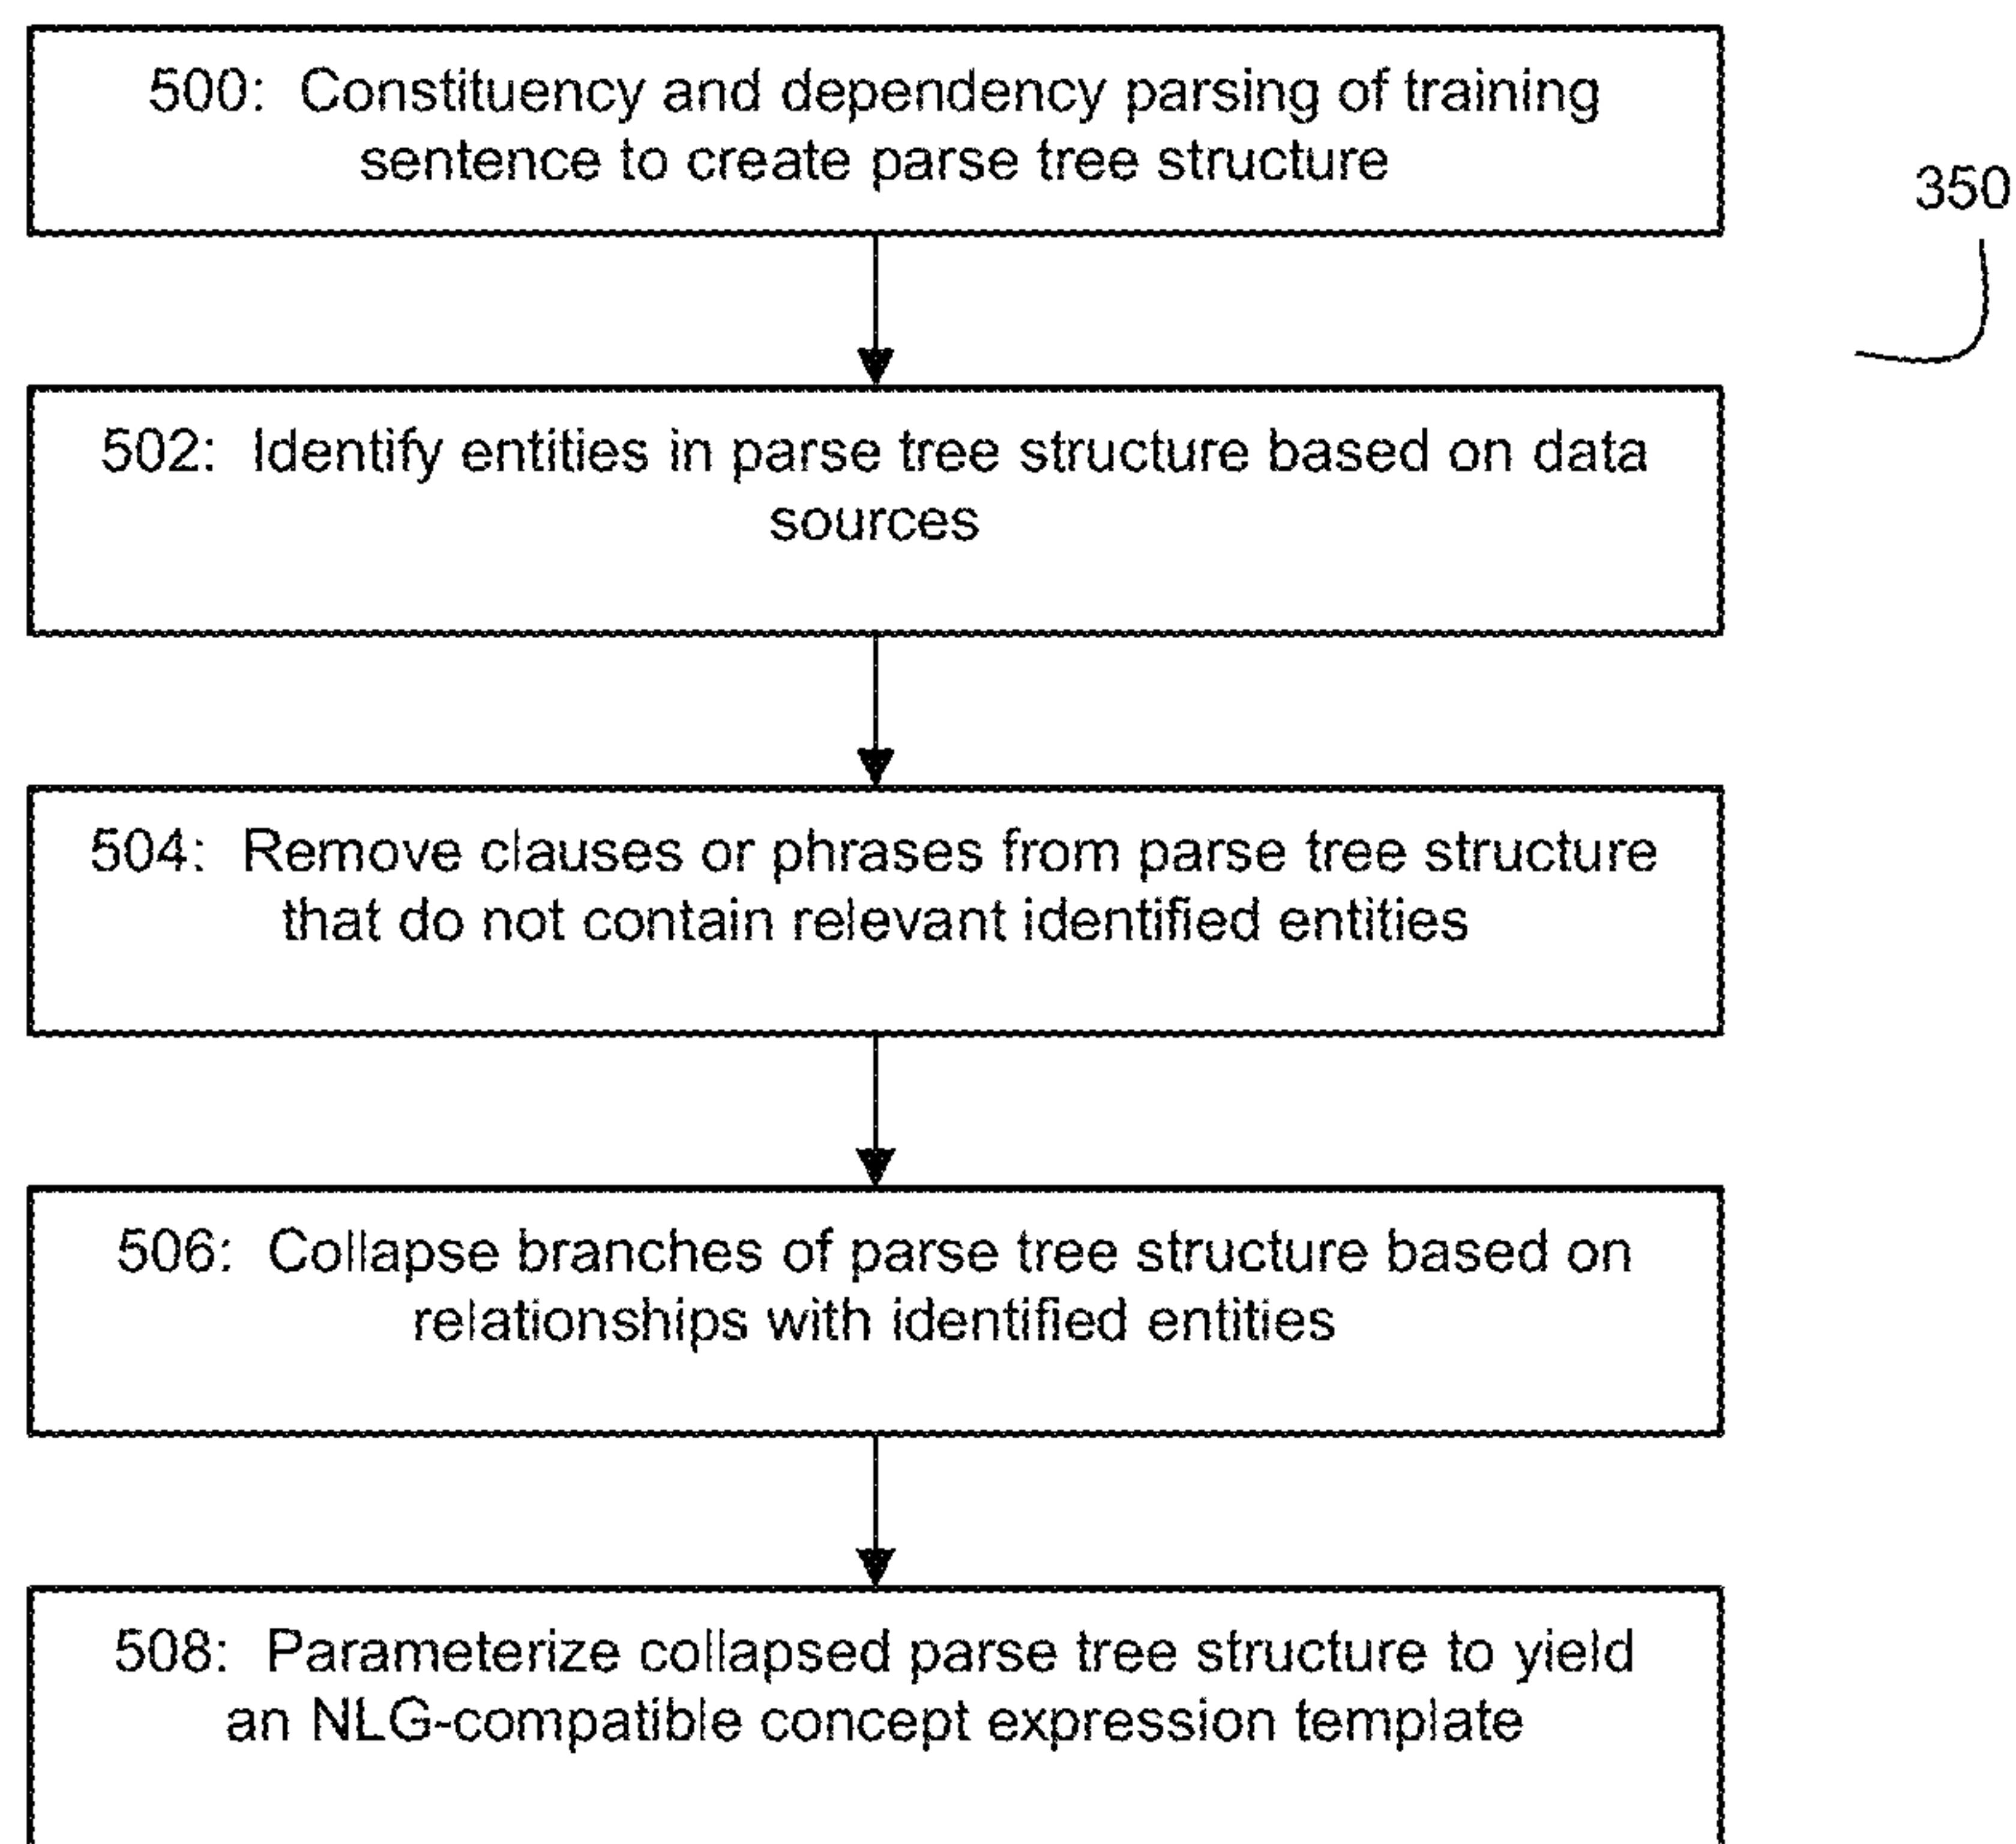 500: Constituency and dependency parsing of training
sentence to create parse tree structure
350
502: Identify entities in parse tree structure based on data
sources
504: Remove clauses or phrases from parse tree structure
that do not contain relevant identified entities
506: Collapse branches of parse tree structure based on
relationships with identified entities
508: Parameterize collapsed parse tree structure to yield
an NLG-compatible concept expression template